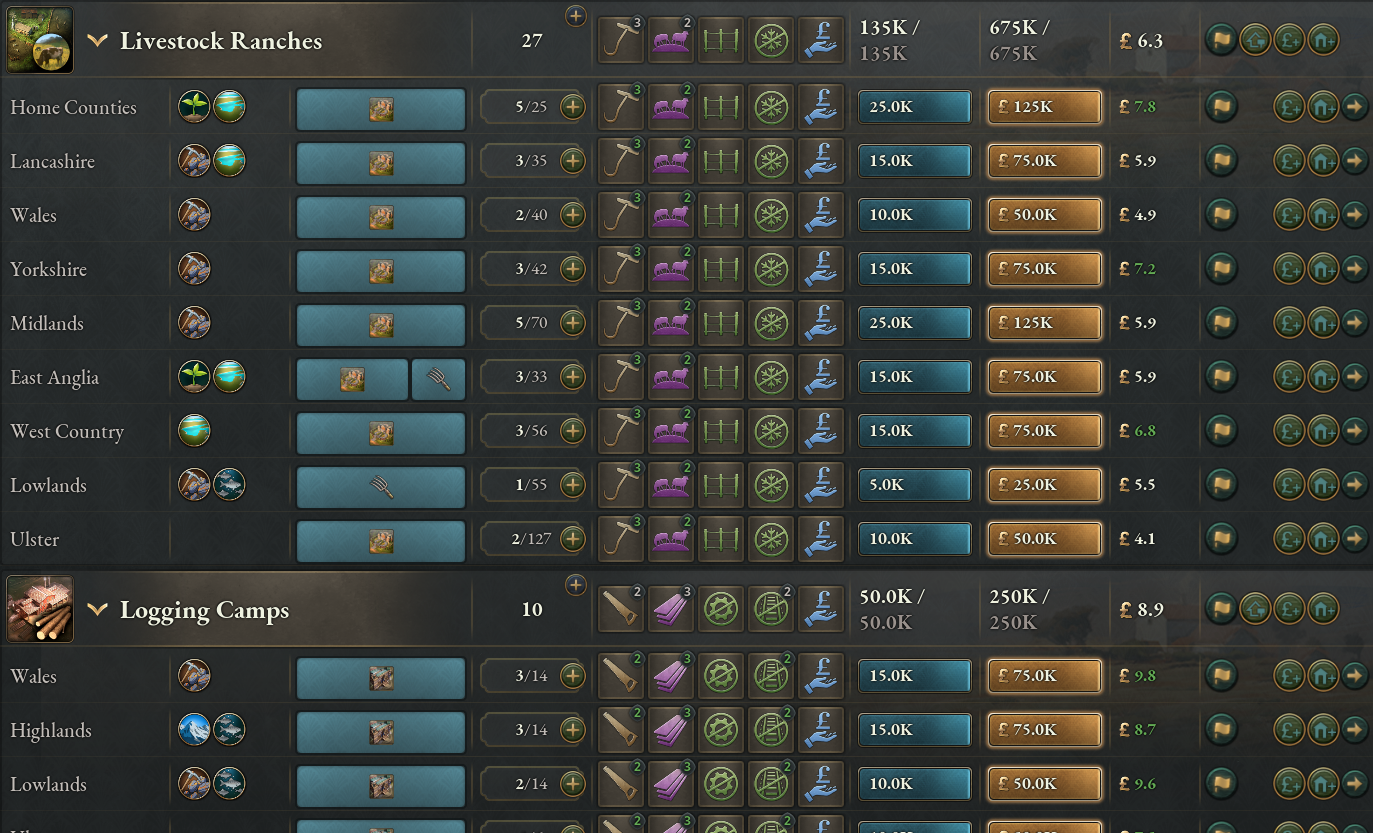 Livestock Ranches 27 3 2 135K / 135K 675K / 675K £ 6.3
Home Counties 5/25 3 2 25.0K £ 125K £ 7.8
Lancashire 3/35 3 2 15.0K £ 75.0K £ 5.9
Wales 2/40 3 2 10.0K £ 50.0K £ 4.9
Yorkshire 3/42 3 2 15.0K £ 75.0K £ 7.2
Midlands 5/70 3 2 25.0K £ 125K £ 5.9
East Anglia 3/33 3 2 15.0K £ 75.0K £ 5.9
West Country 3/56 3 2 15.0K £ 75.0K £ 6.8
Lowlands 1/55 3 2 5.0K £ 25.0K £ 5.5
Ulster 2/127 3 2 10.0K £ 50.0K £ 4.1
Logging Camps 10 2 3 2 50.0K / 50.0K 250K / 250K £ 8.9
Wales 3/14 2 3 2 15.0K £ 75.0K £ 9.8
Highlands 3/14 2 3 2 15.0K £ 75.0K £ 8.7
Lowlands 2/14 2 3 2 10.0K £ 50.0K £ 9.6